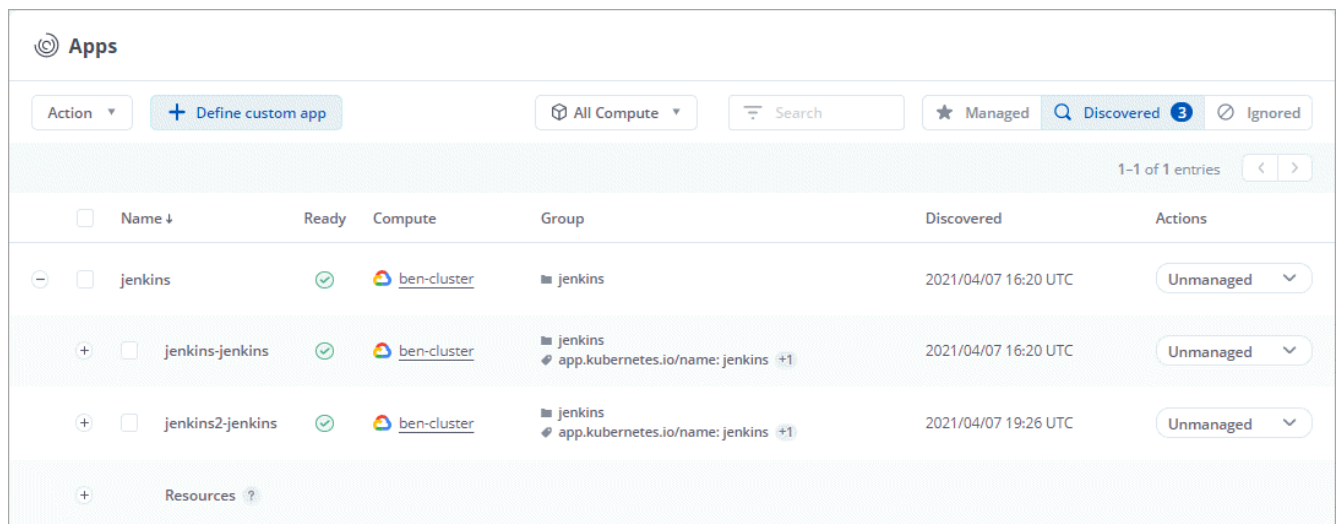 Apps
Action + Define custom app All Compute Search Managed Discovered 3 Ignored
1–1 of 1 entries < >
Name ↓ Ready Compute Group Discovered Actions
jenkins ben-cluster jenkins 2021/04/07 16:20 UTC Unmanaged
jenkins-jenkins ben-cluster jenkins 2021/04/07 16:20 UTC Unmanaged
app.kubernetes.io/name: jenkins +1
jenkins2-jenkins ben-cluster jenkins 2021/04/07 19:26 UTC Unmanaged
app.kubernetes.io/name: jenkins +1
Resources ?